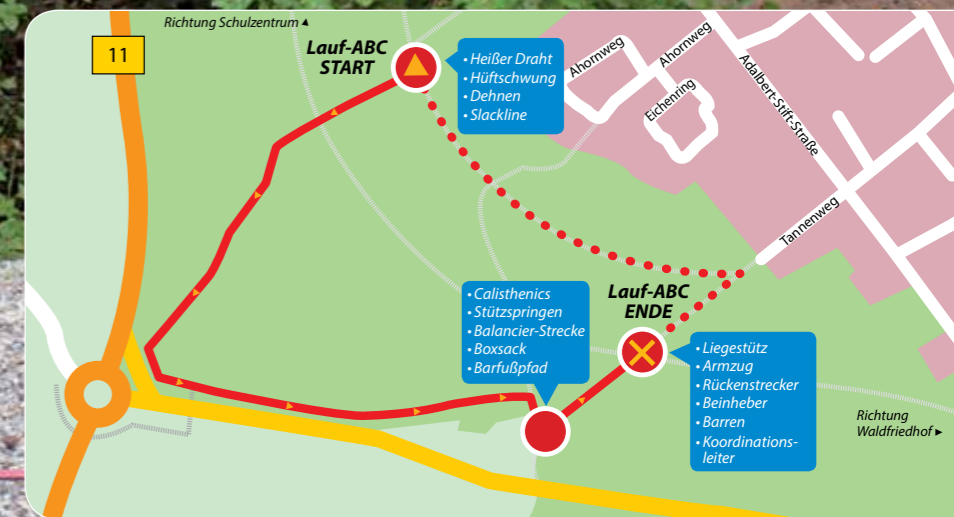 Richtung Schulzentrum ▲
11
Lauf-ABC
START
• Heißer Draht
• Hüftschwung
• Dehnen
• Slackline
Ahornweg
Ahornweg
Eichenring
Adalbert-Stift-Straße
Tannenweg
• Calisthenics
• Stützspringen
• Balancier-Strecke
• Boxsack
• Barfußpfad
Lauf-ABC
ENDE
• Liegestütz
• Armzug
• Rückenstrecker
• Beinheber
• Barren
• Koordinations-
leiter
Richtung
Waldfriedhof ►